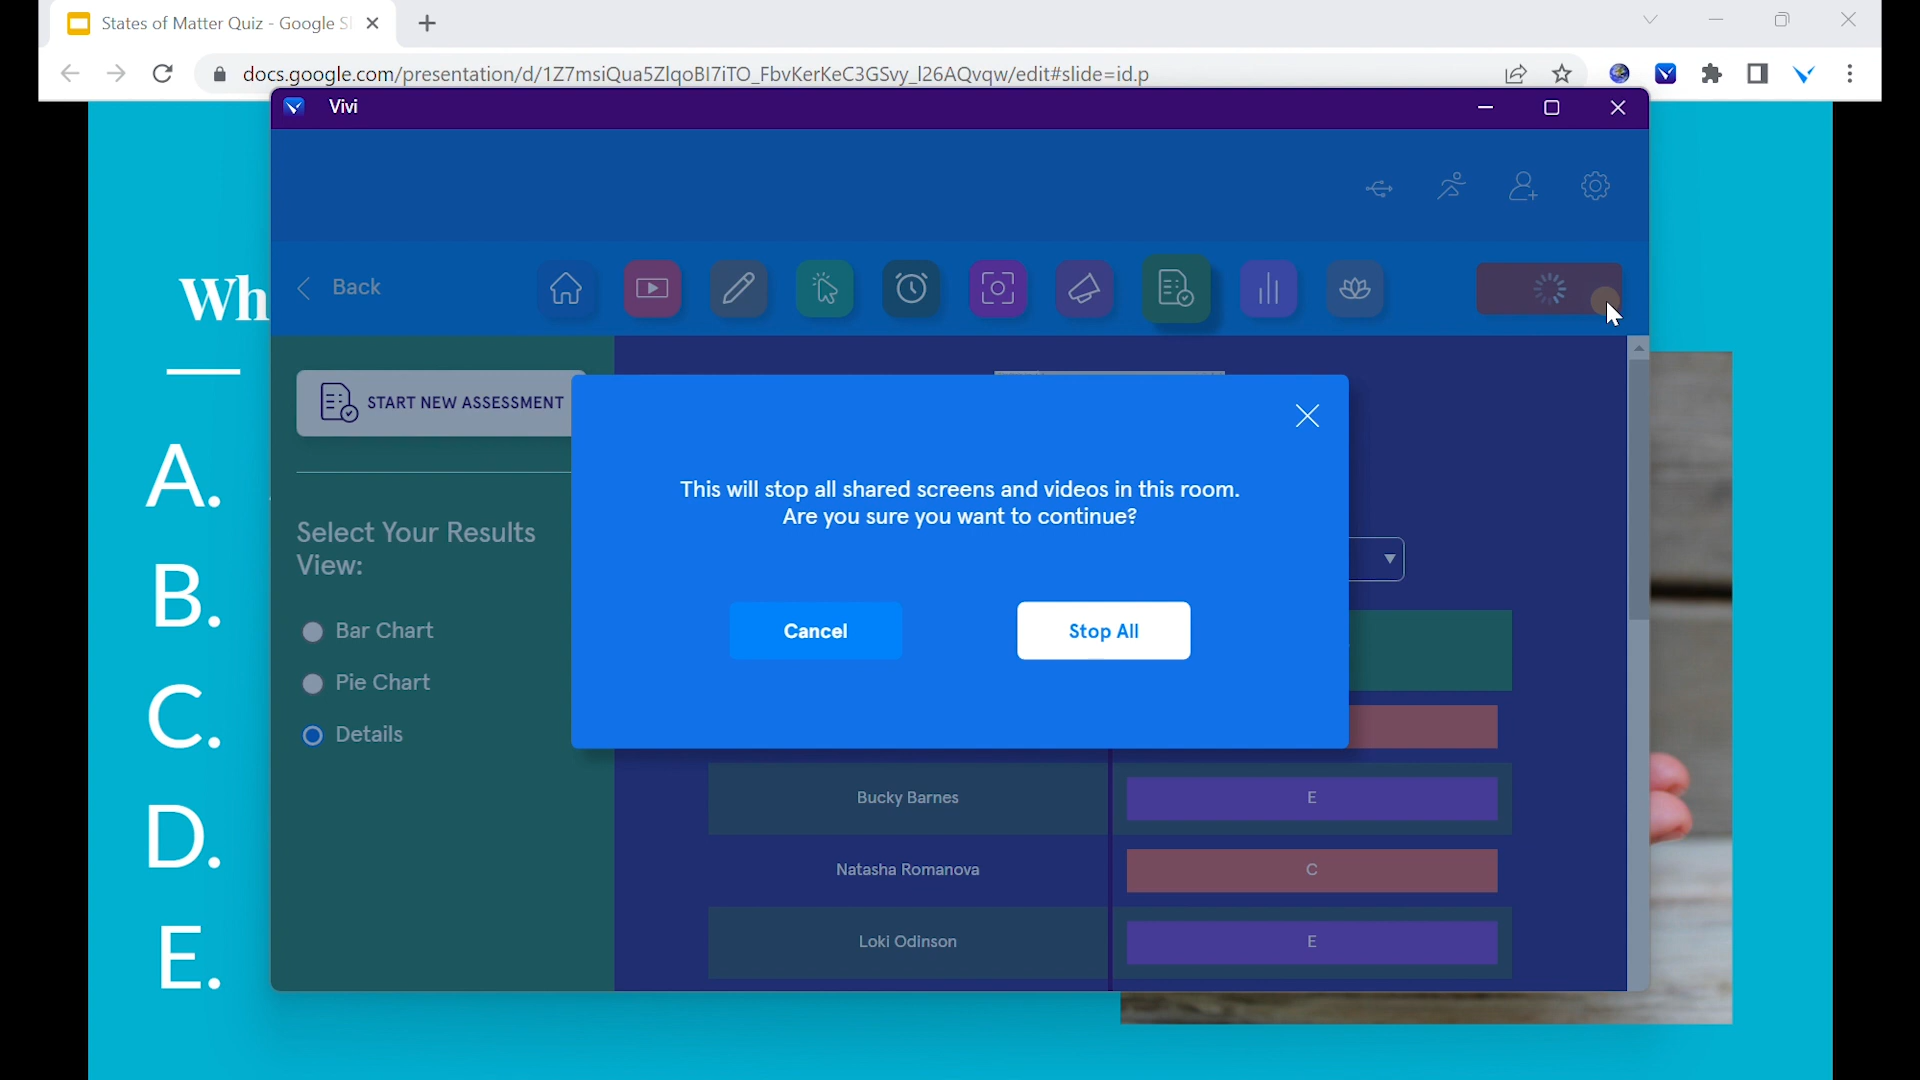 States of Matter Quiz - Google Sl
docs.google.com/presentation/d/1Z7msiQua5ZlqoBI7iTO_FbvKerKeC3GSvy_I26AQvqw/edit#slide=id.p
Vivi
Back
Wh
A.
B.
C.
D.
E.
START NEW ASSESSMENT
Select Your Results
View:
Bar Chart
Pie Chart
Details
This will stop all shared screens and videos in this room.
Are you sure you want to continue?
Cancel
Stop All
Bucky Barnes E
Natasha Romanova C
Loki Odinson E